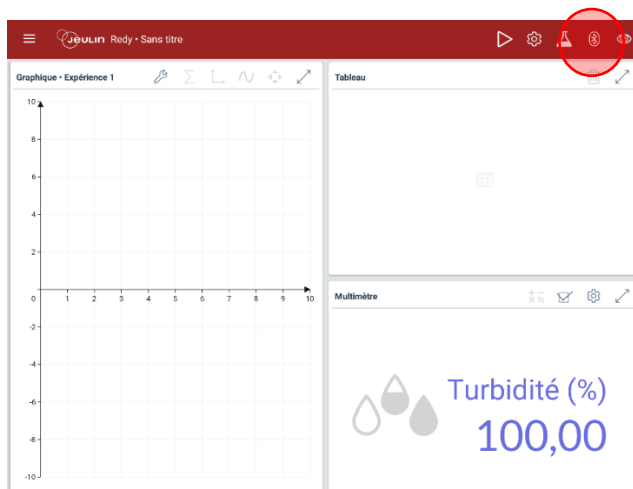 Jeulin Redy • Sans titre
Graphique • Expérience 1
10
8
6
4
2
0 1 2 3 4 5 6 7 8 9 10
-2
-4
-6
-8
-10
Tableau
Multimètre
Turbidité (%)
100,00